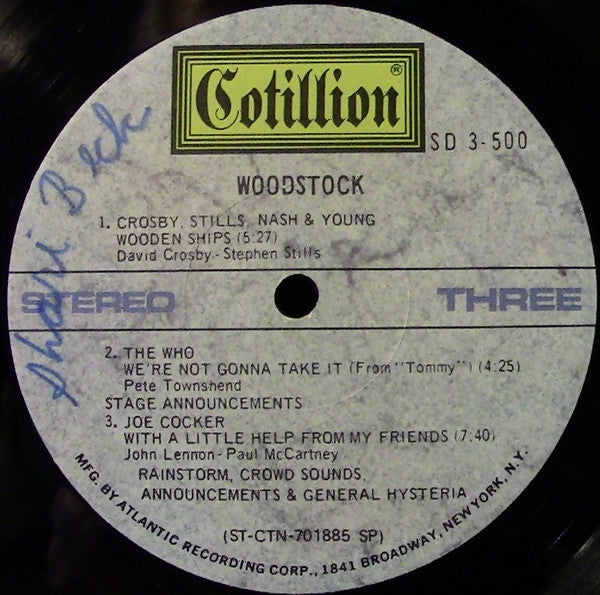 Cotillion®
SD 3-500
WOODSTOCK
1. CROSBY, STILLS, NASH & YOUNG
WOODEN SHIPS (5:27)
David Crosby - Stephen Stills
STEREO
THREE
Shari Beck
2. THE WHO
WE'RE NOT GONNA TAKE IT (From "Tommy") (4:25)
Pete Townshend
STAGE ANNOUNCEMENTS
3. JOE COCKER
WITH A LITTLE HELP FROM MY FRIENDS (7:40)
John Lennon - Paul McCartney
RAINSTORM, CROWD SOUNDS,
ANNOUNCEMENTS & GENERAL HYSTERIA
(ST-CTN-701885 SP)
MFG. BY ATLANTIC RECORDING CORP., 1841 BROADWAY, NEW YORK, N.Y.